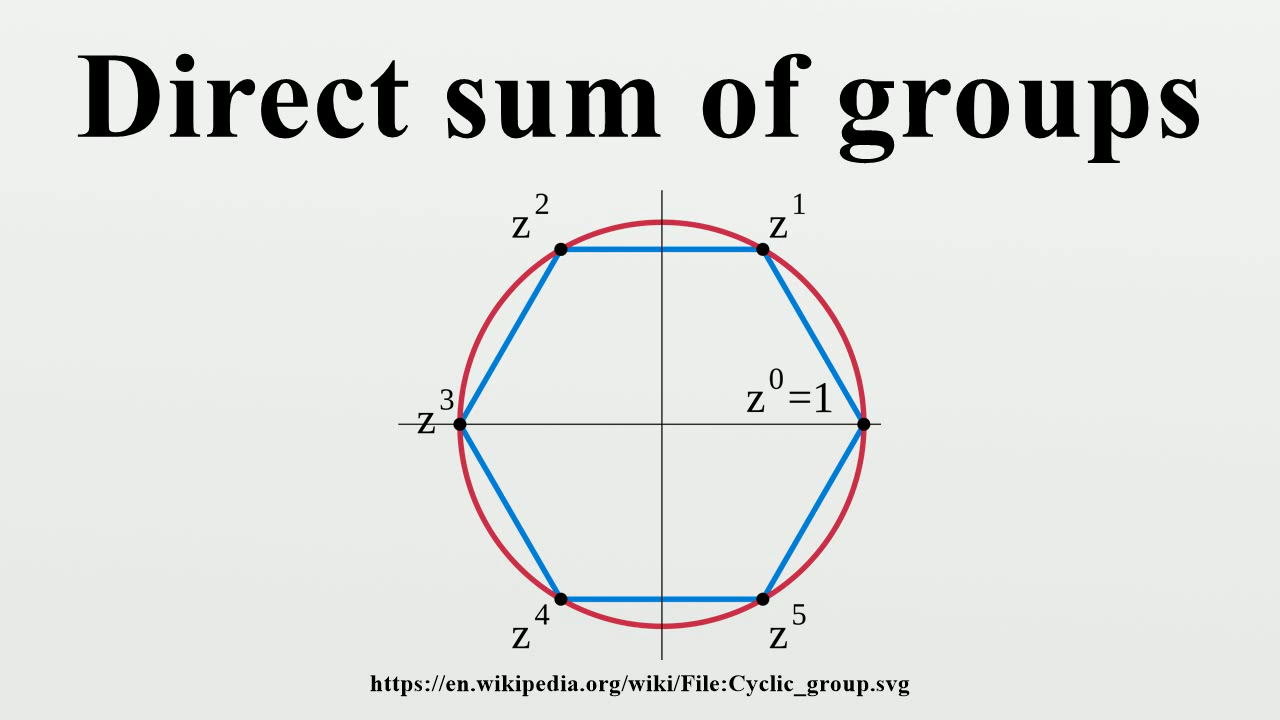 Direct sum of groups
z² z¹
z³ z⁰=1
z⁴ z⁵
https://en.wikipedia.org/wiki/File:Cyclic_group.svg